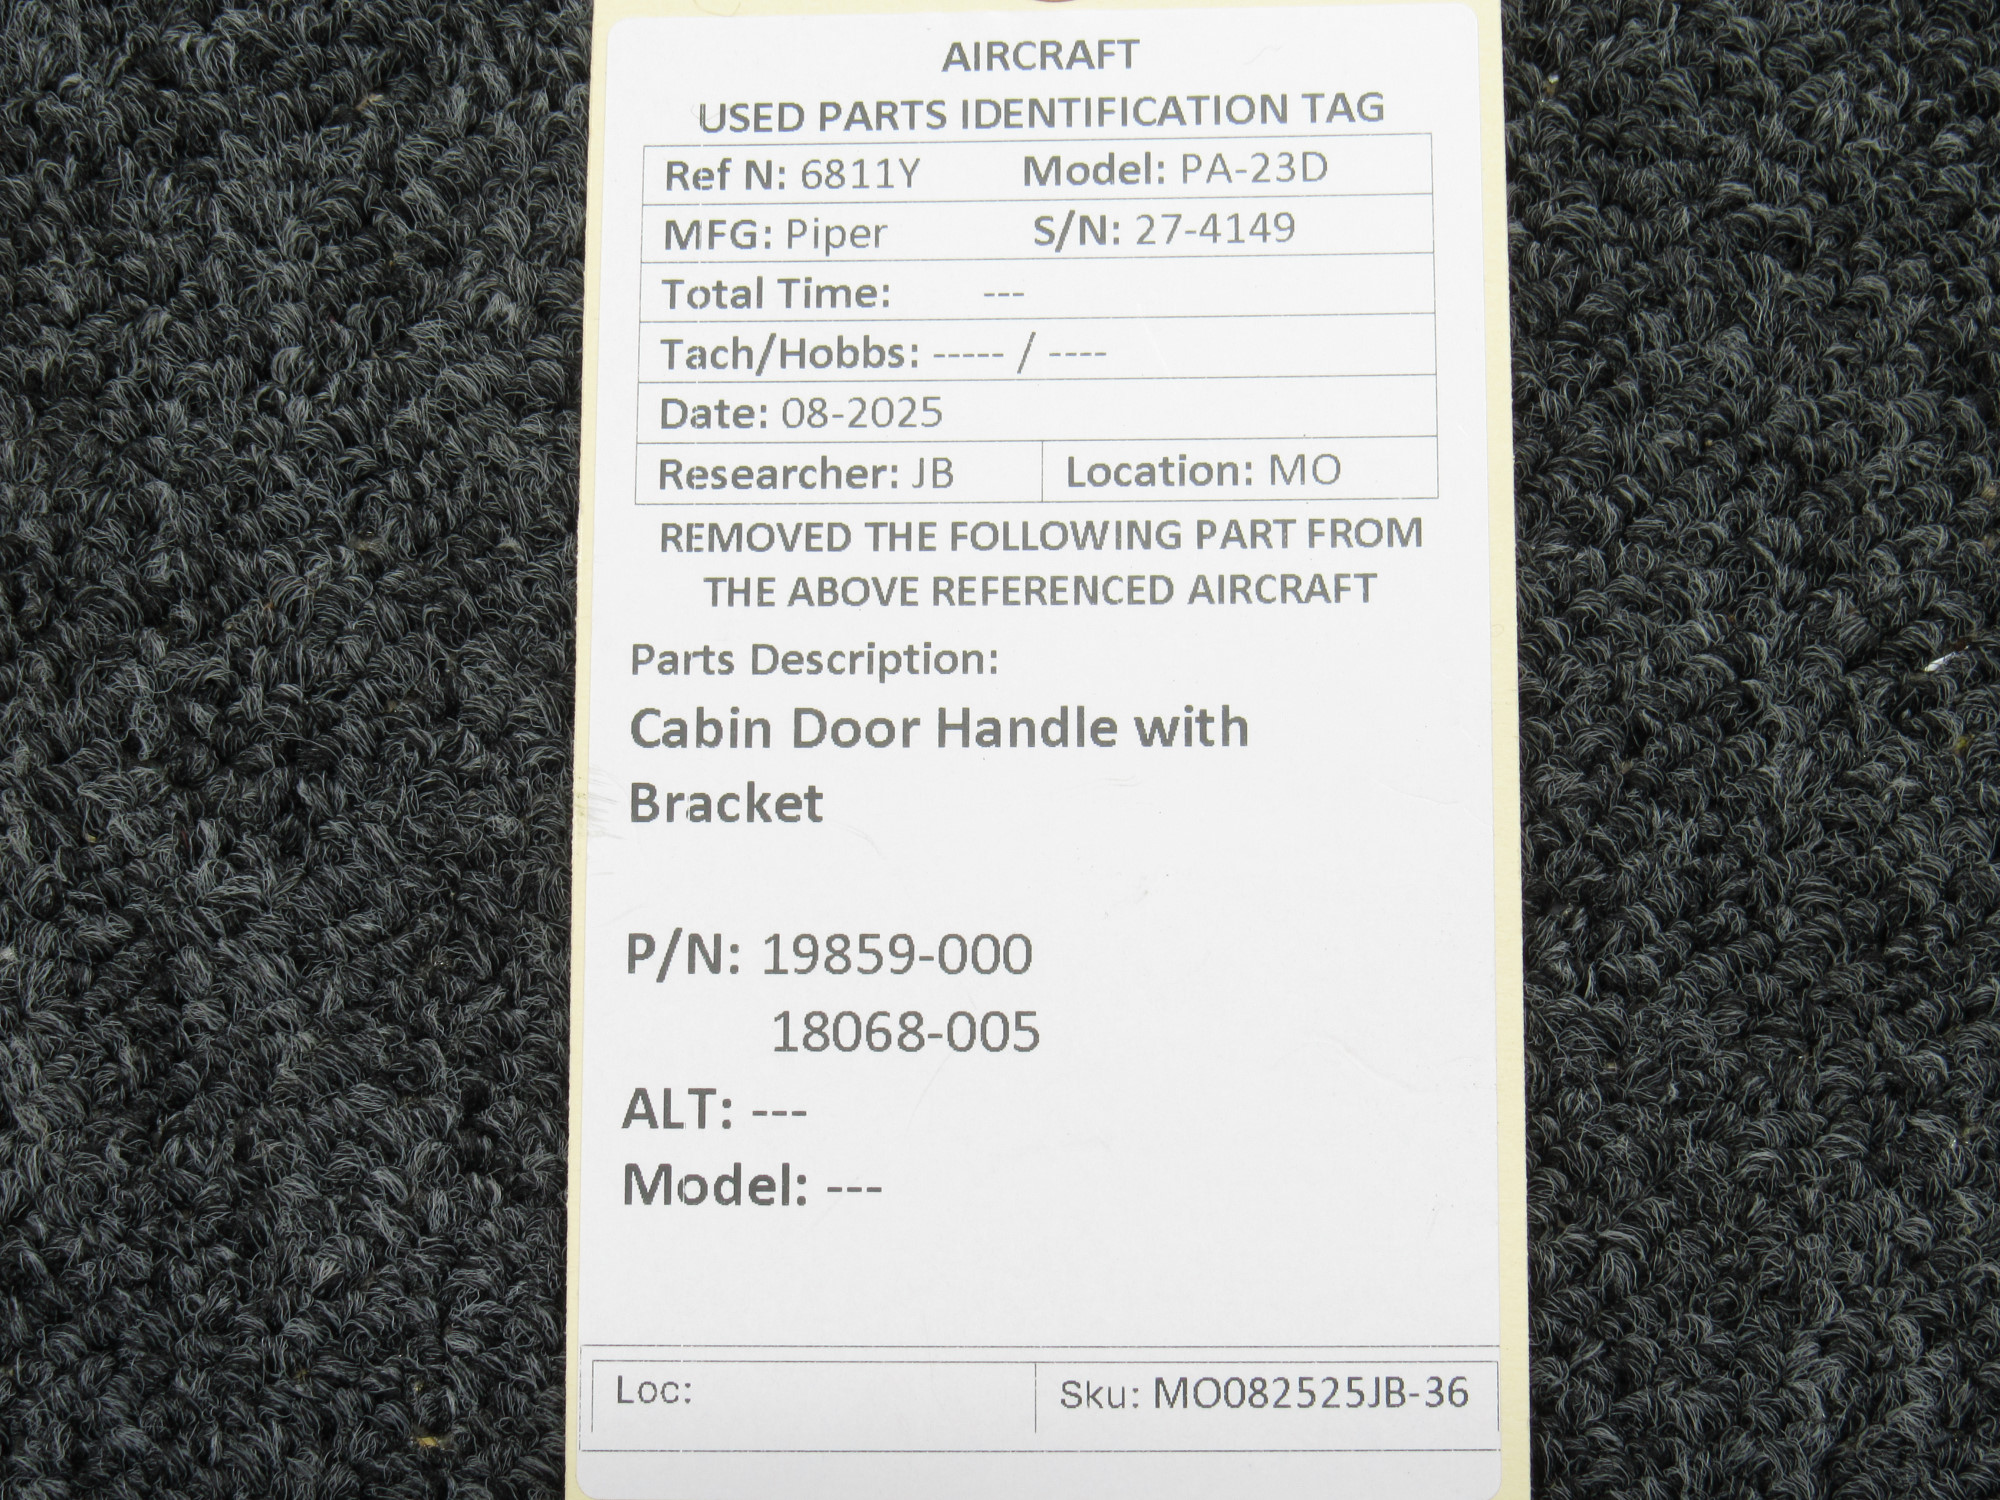 AIRCRAFT
USED PARTS IDENTIFICATION TAG
Ref N: 6811Y Model: PA-23D
MFG: Piper S/N: 27-4149
Total Time: ---
Tach/Hobbs: ----- / ----
Date: 08-2025
Researcher: JB Location: MO
REMOVED THE FOLLOWING PART FROM
THE ABOVE REFERENCED AIRCRAFT
Parts Description:
Cabin Door Handle with
Bracket
P/N: 19859-000
18068-005
ALT: ---
Model: ---
Loc: Sku: MO082525JB-36